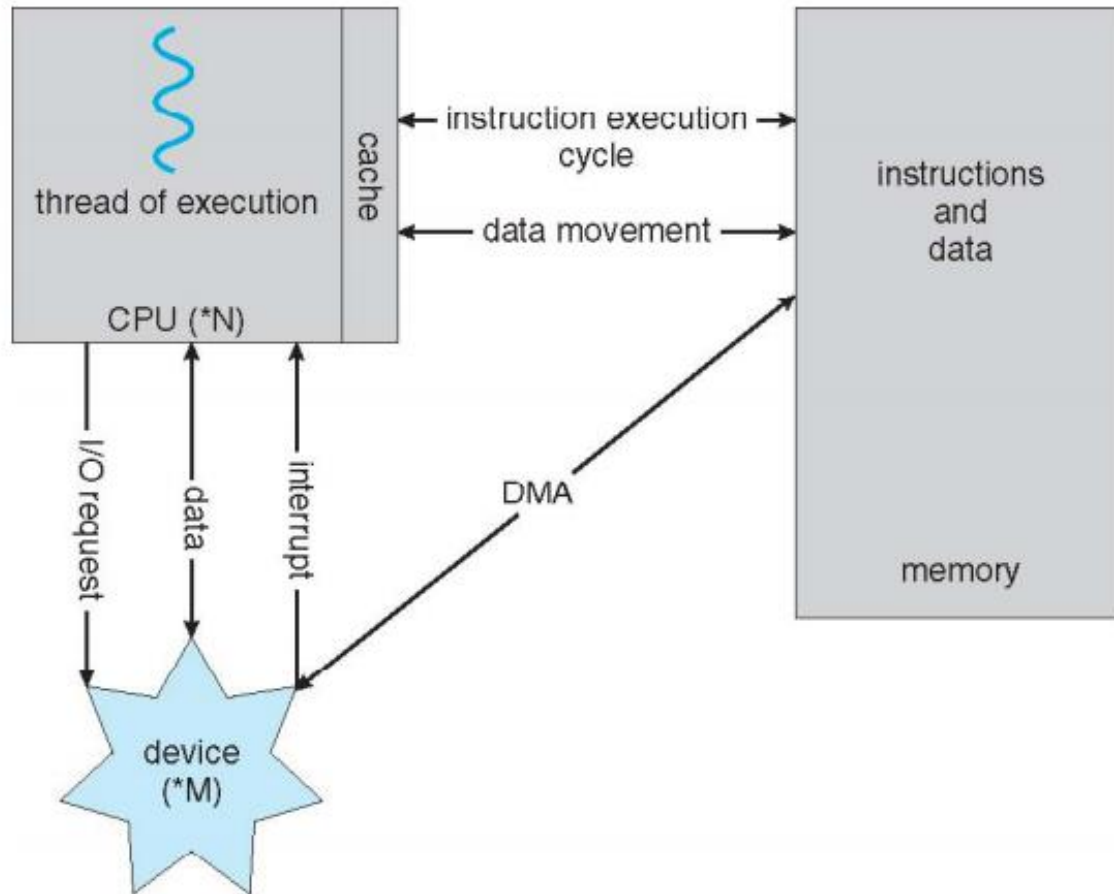 thread of execution
cache
CPU (*N)
instruction execution
cycle
data movement
instructions
and
data
memory
I/O request
data
interrupt
DMA
device
(*M)